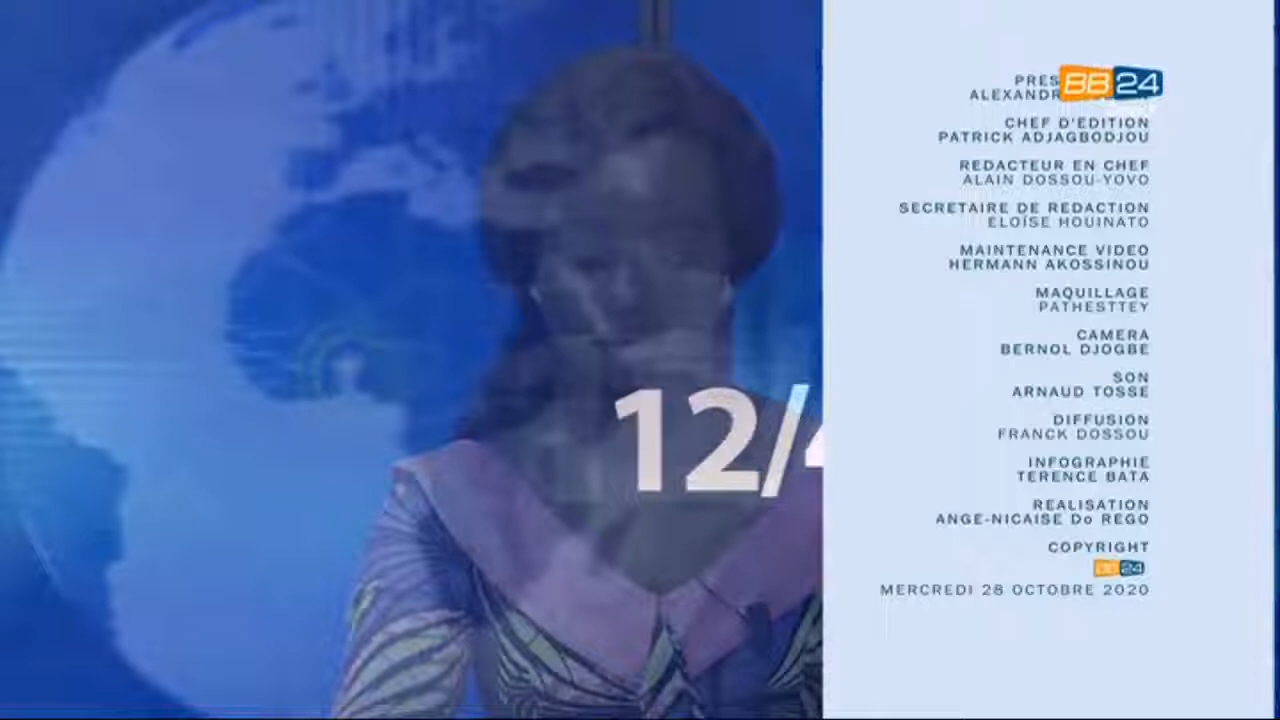 BB24
CHEF D'EDITION
PATRICK ADJAGBODJOU
REDACTEUR EN CHEF
ALAIN DOSSOU-YOVO
SECRETAIRE DE REDACTION
ELOÏSE HOUINATO
MAINTENANCE VIDEO
HERMANN AKOSSINOU
MAQUILLAGE
PATHESTTEY
CAMERA
BERNOL DJOGBE
SON
ARNAUD TOSSE
DIFFUSION
FRANCK DOSSOU
INFOGRAPHIE
TERENCE BATA
REALISATION
ANGE-NICAISE Do REGO
COPYRIGHT
BB24
MERCREDI 28 OCTOBRE 2020
12/